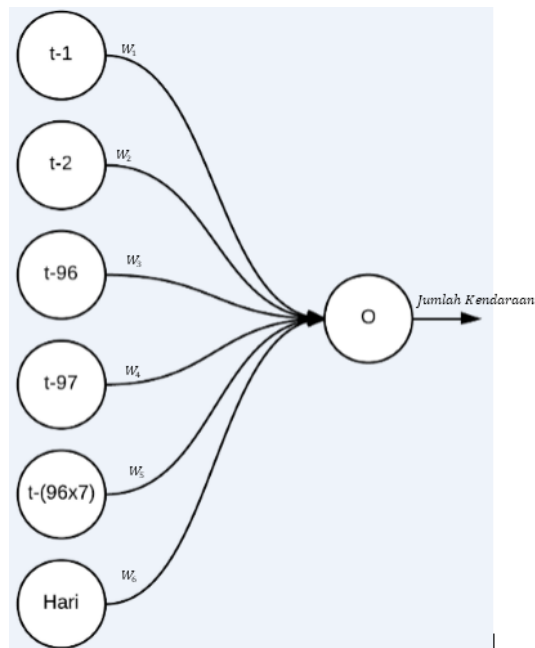 t-1
W₁
t-2
W₂
t-96
W₃
Jumlah Kendaraan
O
t-97
W₄
t-(96x7)
W₅
Hari
W₆